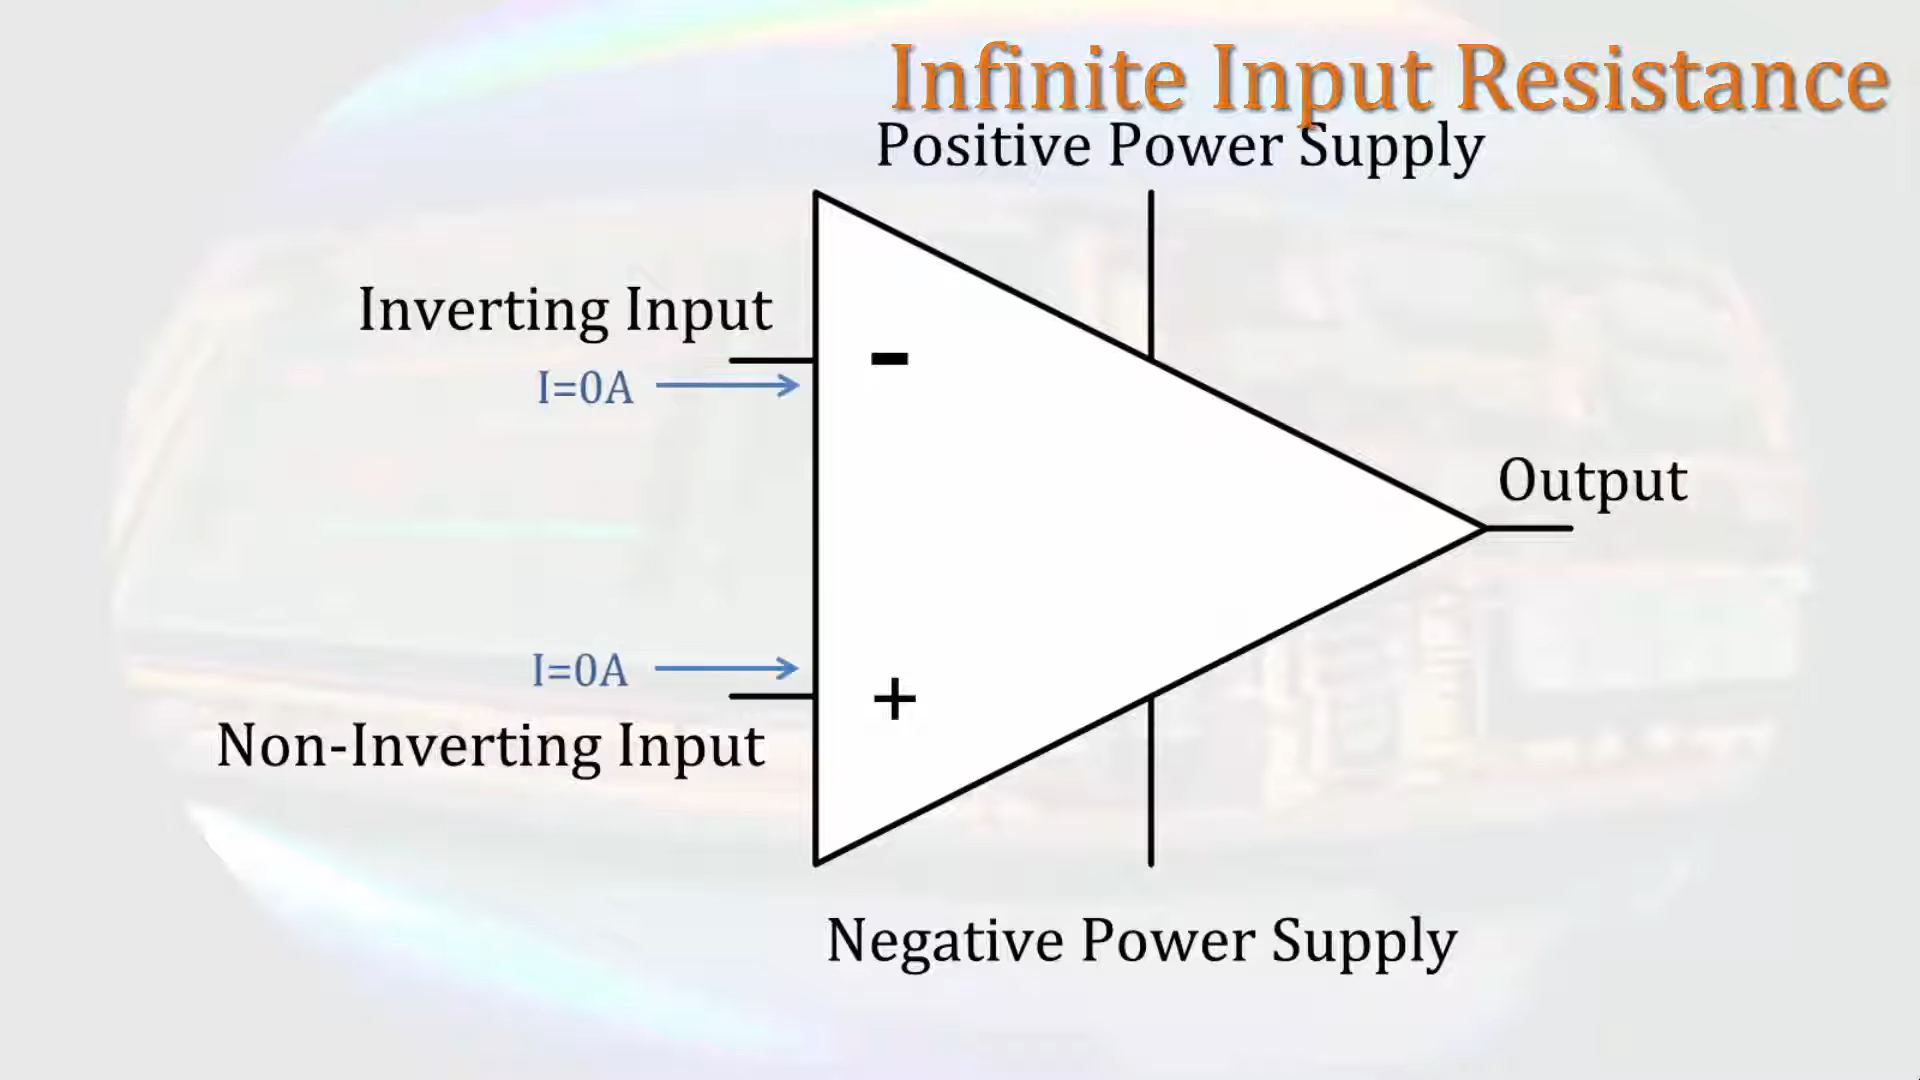 Infinite Input Resistance
Positive Power Supply
Inverting Input
-
I=0A
Output
I=0A
+
Non-Inverting Input
Negative Power Supply